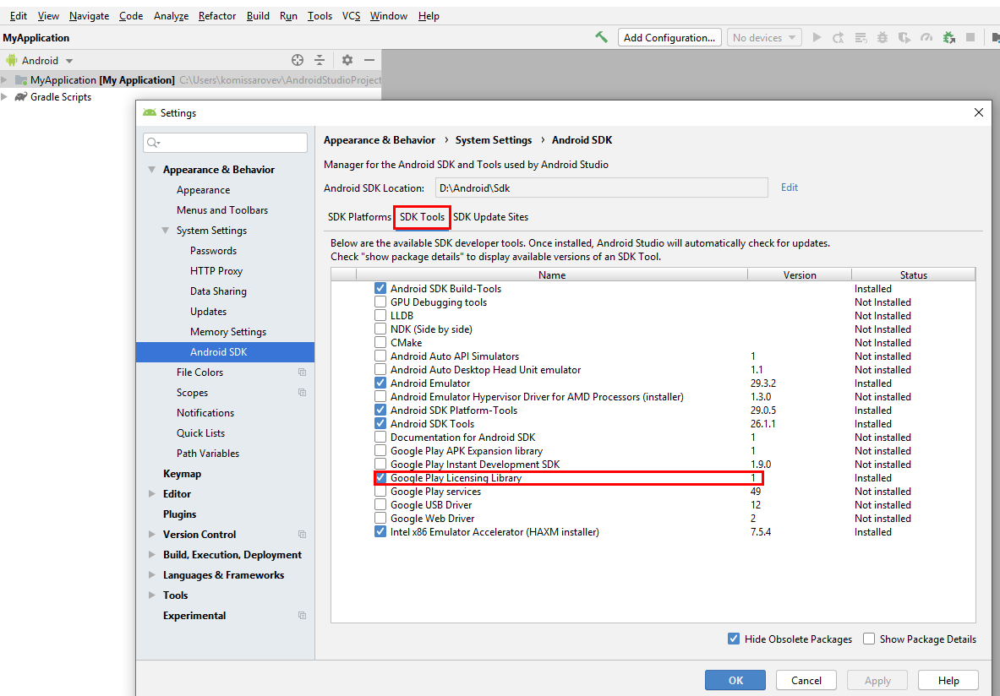 Edit View Navigate Code Analyze Refactor Build Run Tools VCS Window Help
MyApplication
Add Configuration...
No devices
Android
MyApplication [My Application] C:\Users\komissarovev\AndroidStudioProject
Gradle Scripts
Settings
Appearance & Behavior
Appearance
Menus and Toolbars
System Settings
Passwords
HTTP Proxy
Data Sharing
Updates
Memory Settings
Android SDK
File Colors
Scopes
Notifications
Quick Lists
Path Variables
Keymap
Editor
Plugins
Version Control
Build, Execution, Deployment
Languages & Frameworks
Tools
Experimental
Appearance & Behavior › System Settings › Android SDK
Manager for the Android SDK and Tools used by Android Studio
Android SDK Location: D:\Android\Sdk Edit
SDK Platforms SDK Tools SDK Update Sites
Below are the available SDK developer tools. Once installed, Android Studio will automatically check for updates.
Check "show package details" to display available versions of an SDK Tool.
Name Version Status
Android SDK Build-Tools Installed
GPU Debugging tools Not Installed
LLDB Not Installed
NDK (Side by side) Not Installed
CMake Not Installed
Android Auto API Simulators 1 Not installed
Android Auto Desktop Head Unit emulator 1.1 Not installed
Android Emulator 29.3.2 Installed
Android Emulator Hypervisor Driver for AMD Processors (installer) 1.3.0 Not installed
Android SDK Platform-Tools 29.0.5 Installed
Android SDK Tools 26.1.1 Installed
Documentation for Android SDK 1 Not installed
Google Play APK Expansion library 1 Not installed
Google Play Instant Development SDK 1.9.0 Not installed
Google Play Licensing Library 1 Installed
Google Play services 49 Not installed
Google USB Driver 12 Not installed
Google Web Driver 2 Not installed
Intel x86 Emulator Accelerator (HAXM installer) 7.5.4 Installed
Hide Obsolete Packages Show Package Details
OK Cancel Apply Help